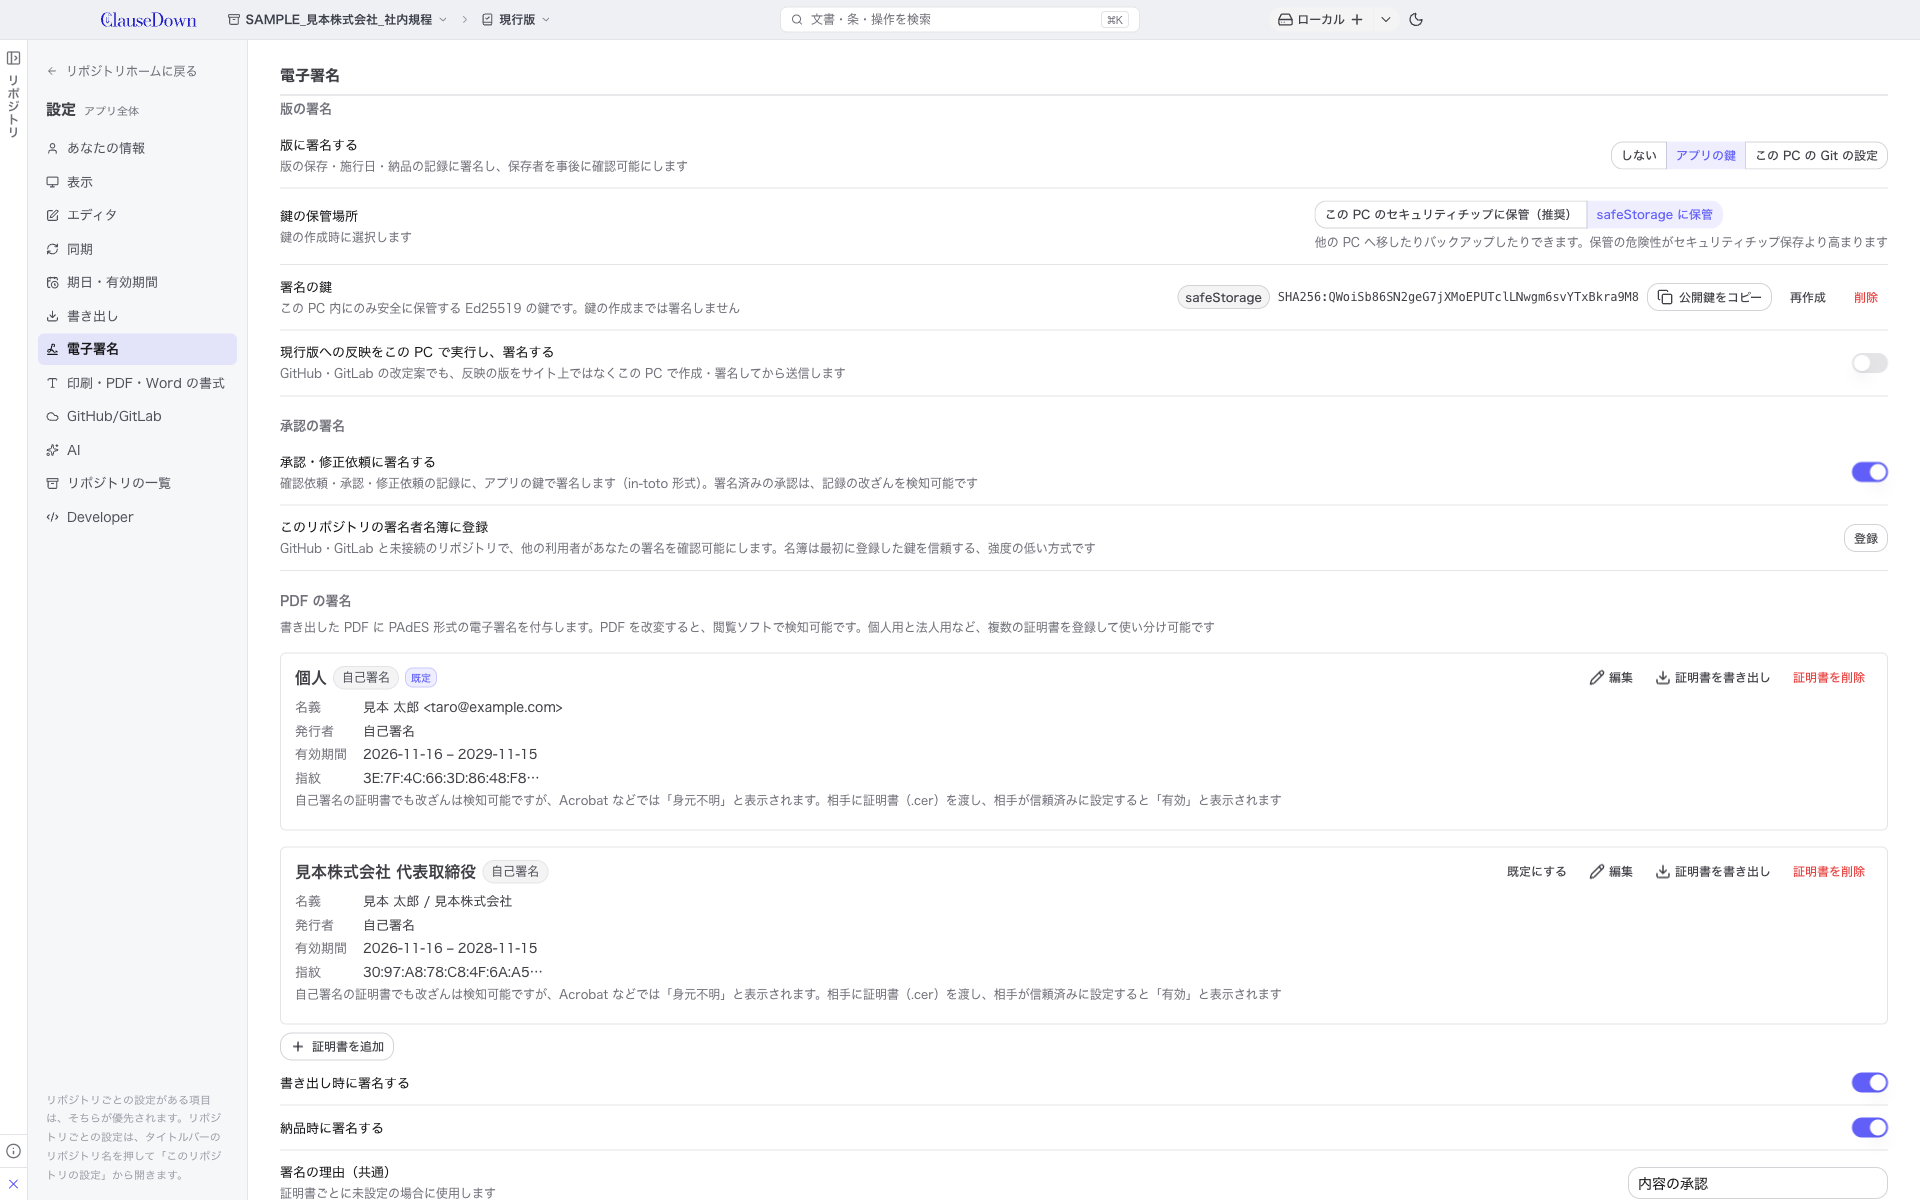 ClauseDown
SAMPLE_見本株式会社_社内規程
現行版
文書・条・操作を検索
⌘K
ローカル
リポジトリ
リポジトリホームに戻る
設定 アプリ全体
あなたの情報
表示
エディタ
同期
期日・有効期間
書き出し
電子署名
印刷・PDF・Word の書式
GitHub/GitLab
AI
リポジトリの一覧
Developer
リポジトリごとの設定がある項目
は、そちらが優先されます。リポジ
トリごとの設定は、タイトルバーの
リポジトリ名を押して「このリポジ
トリの設定」から開きます。
電子署名
版の署名
版に署名する
版の保存・施行日・納品の記録に署名し、保存者を事後に確認可能にします
しない アプリの鍵 この PC の Git の設定
鍵の保管場所
鍵の作成時に選択します
この PC のセキュリティチップに保管（推奨） safeStorage に保管
他の PC へ移したりバックアップしたりできます。保管の危険性がセキュリティチップ保存より高まります
署名の鍵
この PC 内にのみ安全に保管する Ed25519 の鍵です。鍵の作成までは署名しません
safeStorage SHA256:QWoiSb86SN2geG7jXMoEPUTclLNwgm6svYTxBkra9M8 公開鍵をコピー 再作成 削除
現行版への反映をこの PC で実行し、署名する
GitHub・GitLab の改定案でも、反映の版をサイト上ではなくこの PC で作成・署名してから送信します
承認の署名
承認・修正依頼に署名する
確認依頼・承認・修正依頼の記録に、アプリの鍵で署名します（in-toto 形式）。署名済みの承認は、記録の改ざんを検知可能です
このリポジトリの署名者名簿に登録
GitHub・GitLab と未接続のリポジトリで、他の利用者があなたの署名を確認可能にします。名簿は最初に登録した鍵を信頼する、強度の低い方式です
登録
PDF の署名
書き出した PDF に PAdES 形式の電子署名を付与します。PDF を改変すると、閲覧ソフトで検知可能です。個人用と法人用など、複数の証明書を登録して使い分け可能です
個人 自己署名 既定
編集 証明書を書き出し 証明書を削除
名義 見本 太郎 <taro@example.com>
発行者 自己署名
有効期間 2026-11-16 – 2029-11-15
指紋 3E:7F:4C:66:3D:86:48:F8…
自己署名の証明書でも改ざんは検知可能ですが、Acrobat などでは「身元不明」と表示されます。相手に証明書（.cer）を渡し、相手が信頼済みに設定すると「有効」と表示されます
見本株式会社 代表取締役 自己署名
既定にする 編集 証明書を書き出し 証明書を削除
名義 見本 太郎 / 見本株式会社
発行者 自己署名
有効期間 2026-11-16 – 2028-11-15
指紋 30:97:A8:78:C8:4F:6A:A5…
自己署名の証明書でも改ざんは検知可能ですが、Acrobat などでは「身元不明」と表示されます。相手に証明書（.cer）を渡し、相手が信頼済みに設定すると「有効」と表示されます
証明書を追加
書き出し時に署名する
納品時に署名する
署名の理由（共通）
証明書ごとに未設定の場合に使用します
内容の承認